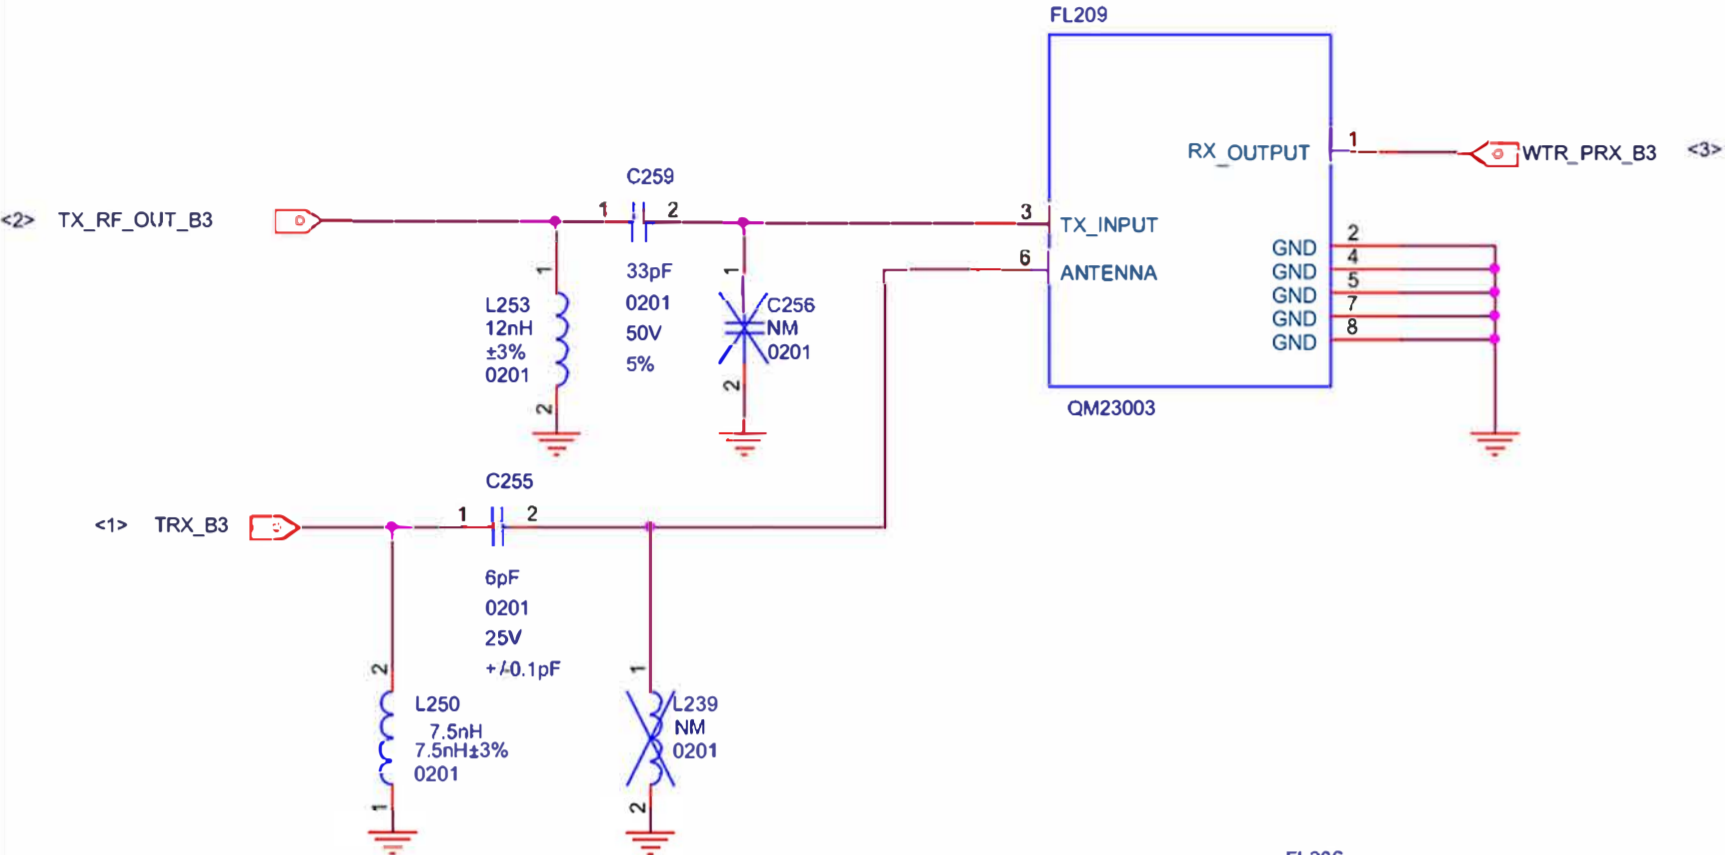 FL209
RX_OUTPUT
1
WTR_PRX_B3
<3>
<2>
TX_RF_OUT_B3
C259
1
2
3
TX_INPUT
6
ANTENNA
GND
2
GND
4
GND
5
GND
7
GND
8
QM23003
1
L253
12nH
±3%
0201
2
33pF
0201
50V
5%
1
C256
NM
0201
2
C255
<1>
TRX_B3
1
2
6pF
0201
25V
+/-0.1pF
2
L250
7.5nH
7.5nH±3%
0201
1
1
L239
NM
0201
2